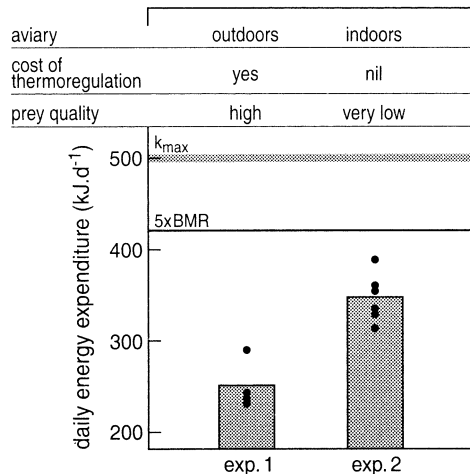 aviary outdoors indoors
cost of
thermoregulation yes nil
prey quality high very low
kmax
500
5xBMR
400
300
200
daily energy expenditure (kJ.d⁻¹)
exp. 1 exp. 2